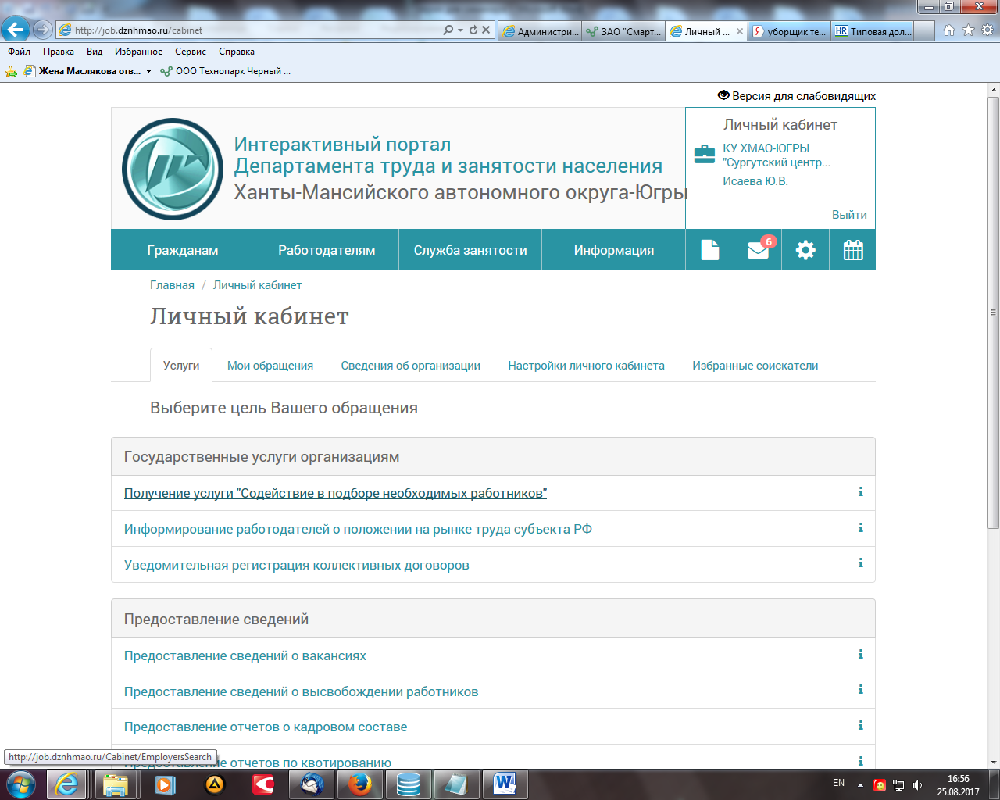 http://job.dznhmao.ru/cabinet
Администри...
ЗАО "Смарт...
Личный ...
уборщик те...
HR Типовая дол...
Файл Правка Вид Избранное Сервис Справка
Жена Маслякова отв...
ООО Технопарк Черный ...
Версия для слабовидящих
Интерактивный портал
Департамента труда и занятости населения
Ханты-Мансийского автономного округа-Югры
Личный кабинет
КУ ХМАО-ЮГРЫ
"Сургутский центр...
Исаева Ю.В.
Выйти
Гражданам Работодателям Служба занятости Информация 6
Главная / Личный кабинет
Личный кабинет
Услуги Мои обращения Сведения об организации Настройки личного кабинета Избранные соискатели
Выберите цель Вашего обращения
Государственные услуги организациям
Получение услуги "Содействие в подборе необходимых работников"
Информирование работодателей о положении на рынке труда субъекта РФ
Уведомительная регистрация коллективных договоров
Предоставление сведений
Предоставление сведений о вакансиях
Предоставление сведений о высвобождении работников
Предоставление отчетов о кадровом составе
Предоставление отчетов по квотированию
http://job.dznhmao.ru/Cabinet/EmployersSearch
EN
16:56
25.08.2017